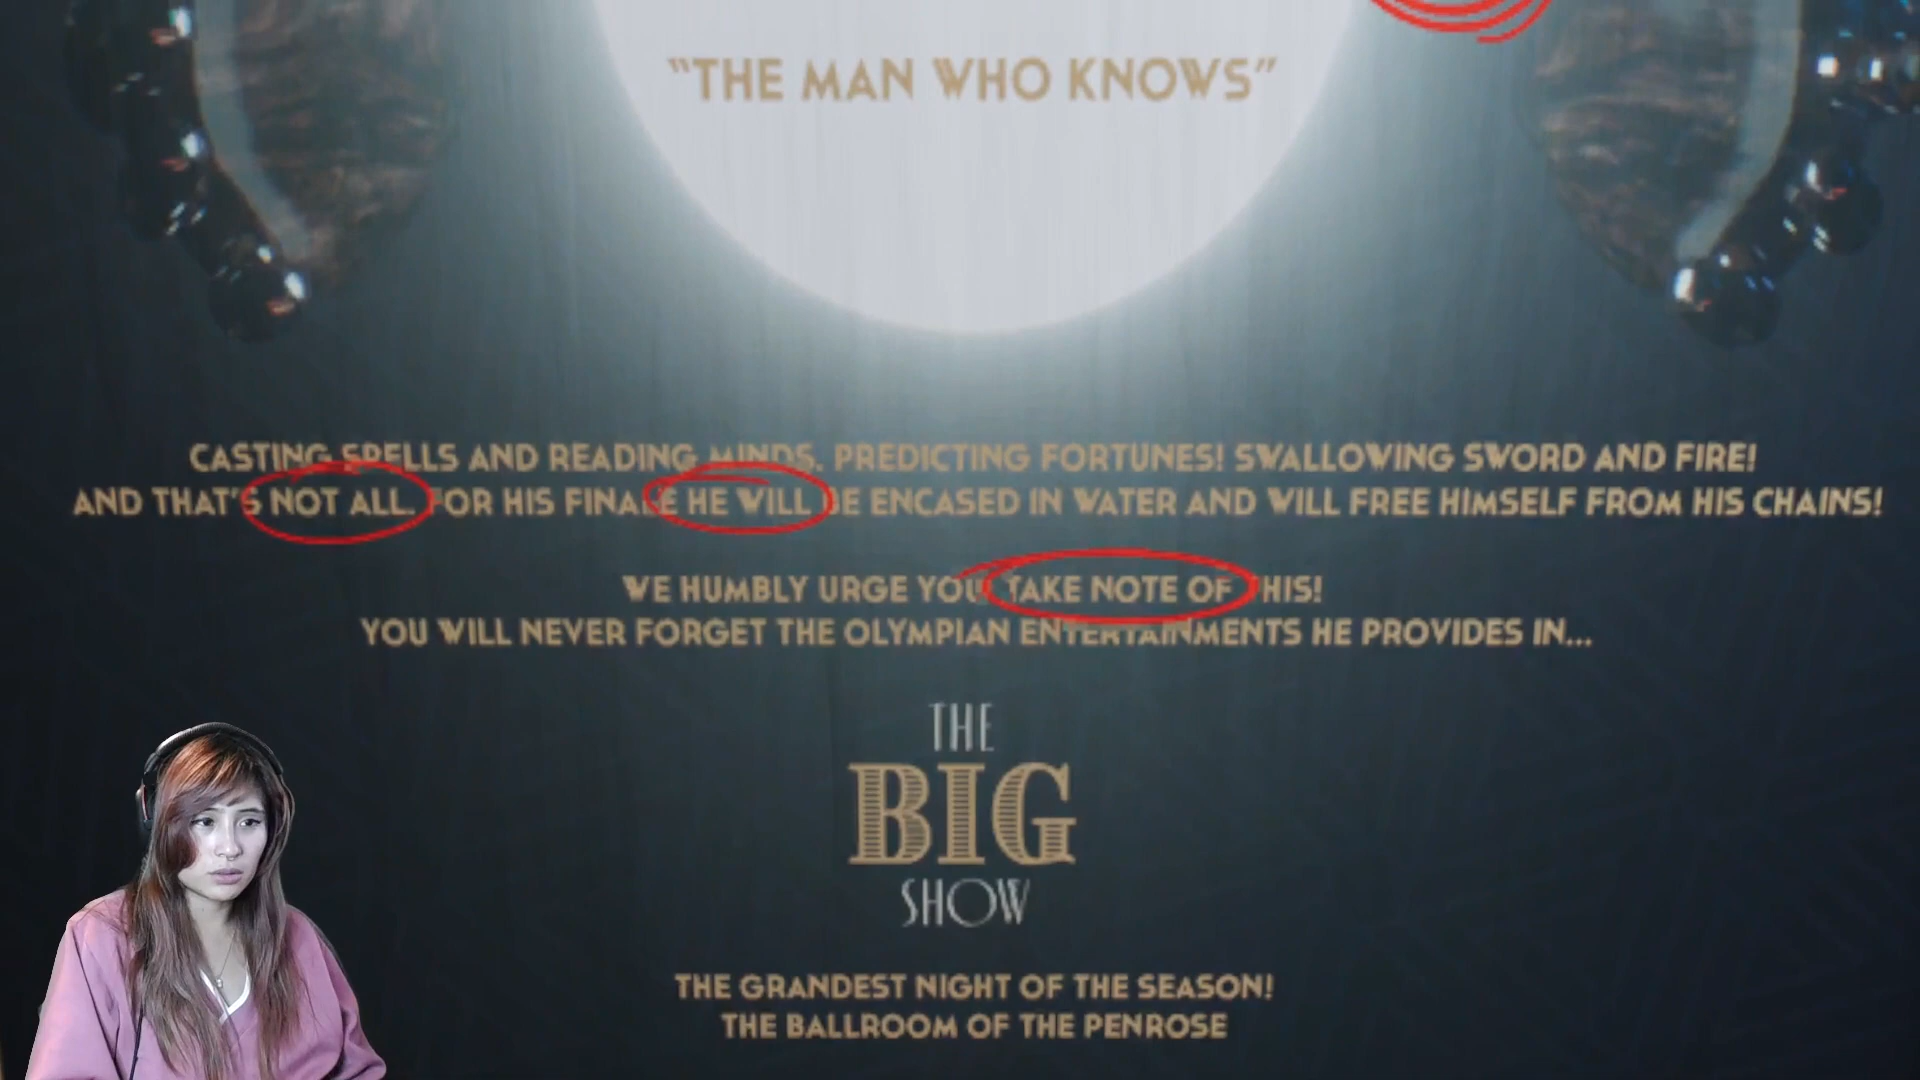 “THE MAN WHO KNOWS”
CASTING SPELLS AND READING MINDS. PREDICTING FORTUNES! SWALLOWING SWORD AND FIRE!
AND THAT'S NOT ALL. FOR HIS FINALE HE WILL BE ENCASED IN WATER AND WILL FREE HIMSELF FROM HIS CHAINS!
WE HUMBLY URGE YOU TAKE NOTE OF THIS!
YOU WILL NEVER FORGET THE OLYMPIAN ENTERTAINMENTS HE PROVIDES IN...
THE
BIG
SHOW
THE GRANDEST NIGHT OF THE SEASON!
THE BALLROOM OF THE PENROSE